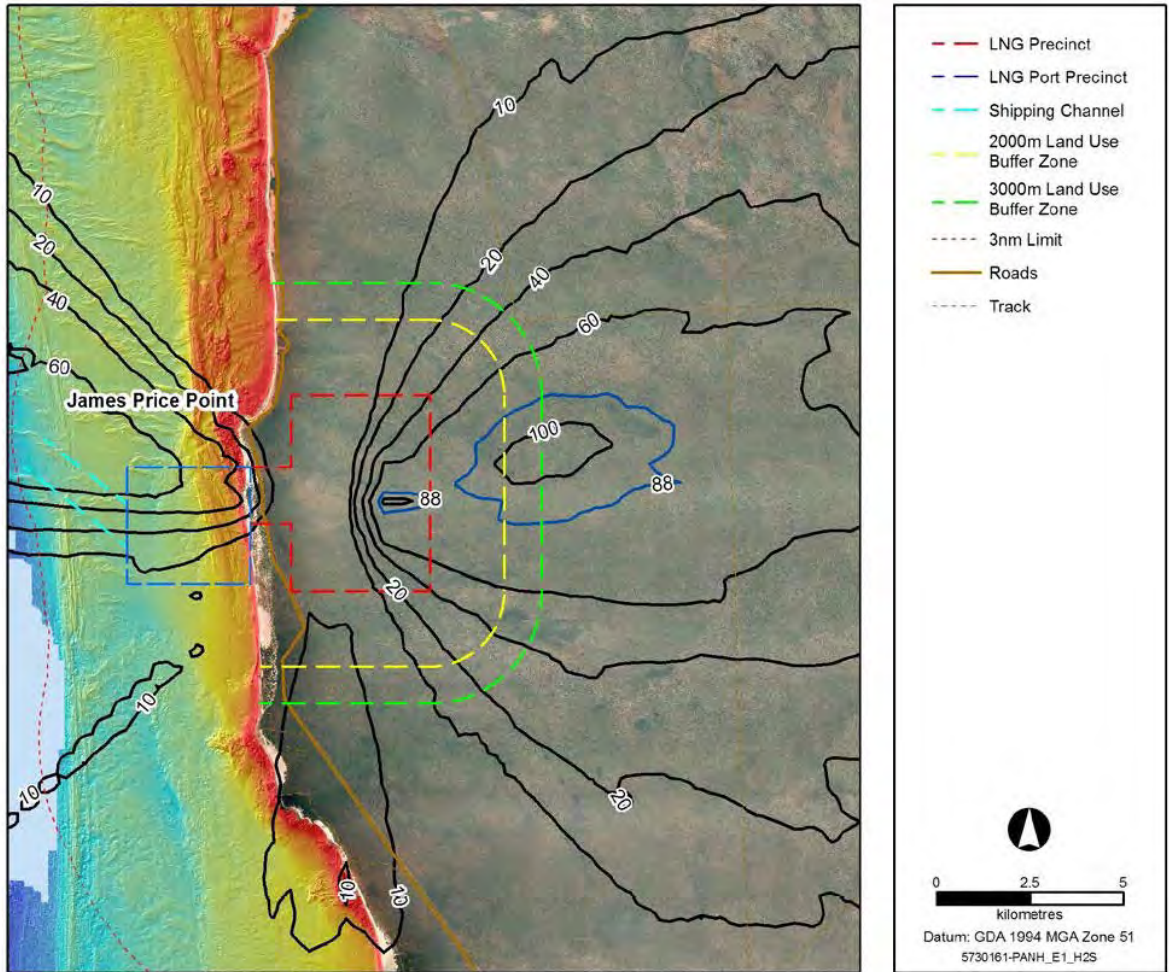 10
20
40
60
James Price Point
10
20
40
60
100
88
88
20
10
10
20
10
10
LNG Precinct
LNG Port Precinct
Shipping Channel
2000m Land Use
Buffer Zone
3000m Land Use
Buffer Zone
3nm Limit
Roads
Track
0 2.5 5
kilometres
Datum: GDA 1994 MGA Zone 51
5730161-PANH_E1_H2S